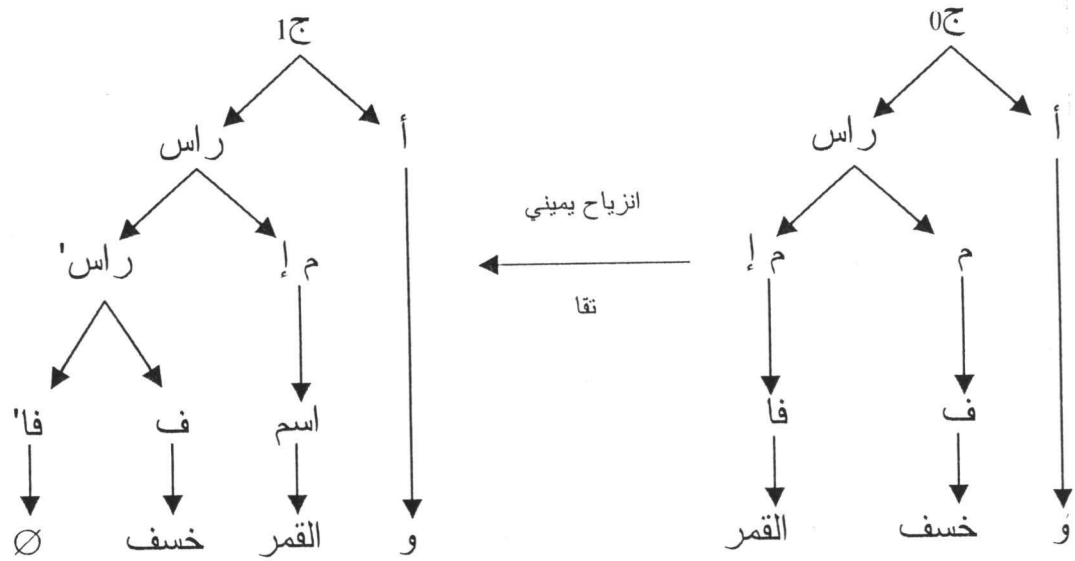 ج0 ج1
أ راس أ راس
انزياح يميني
م م إ م إ راس'
تقا
ف فا اسم ف فا'
وَ خسف القمر و القمر خسف ∅